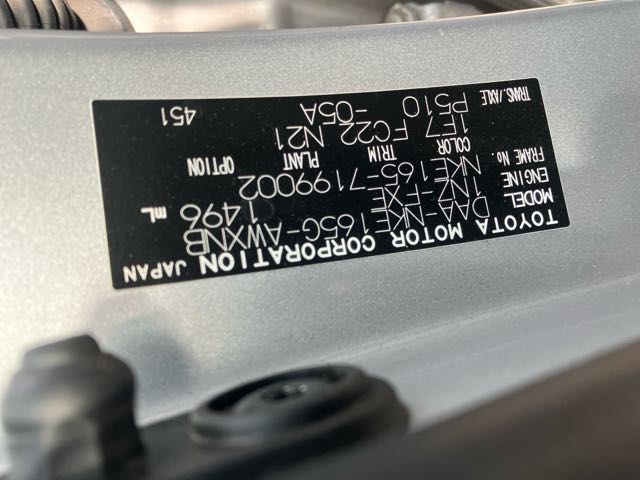 TOYOTA MOTOR CORPORATION JAPAN
MODEL DAA-NKE165G-AWXNB
ENGINE 1NZ-FXE 1496 mL
FRAME No. NKE165-7199002
COLOR TRIM PLANT OPTION
1F7 FC22 N21
TRANS./AXLE P510 -05A
451